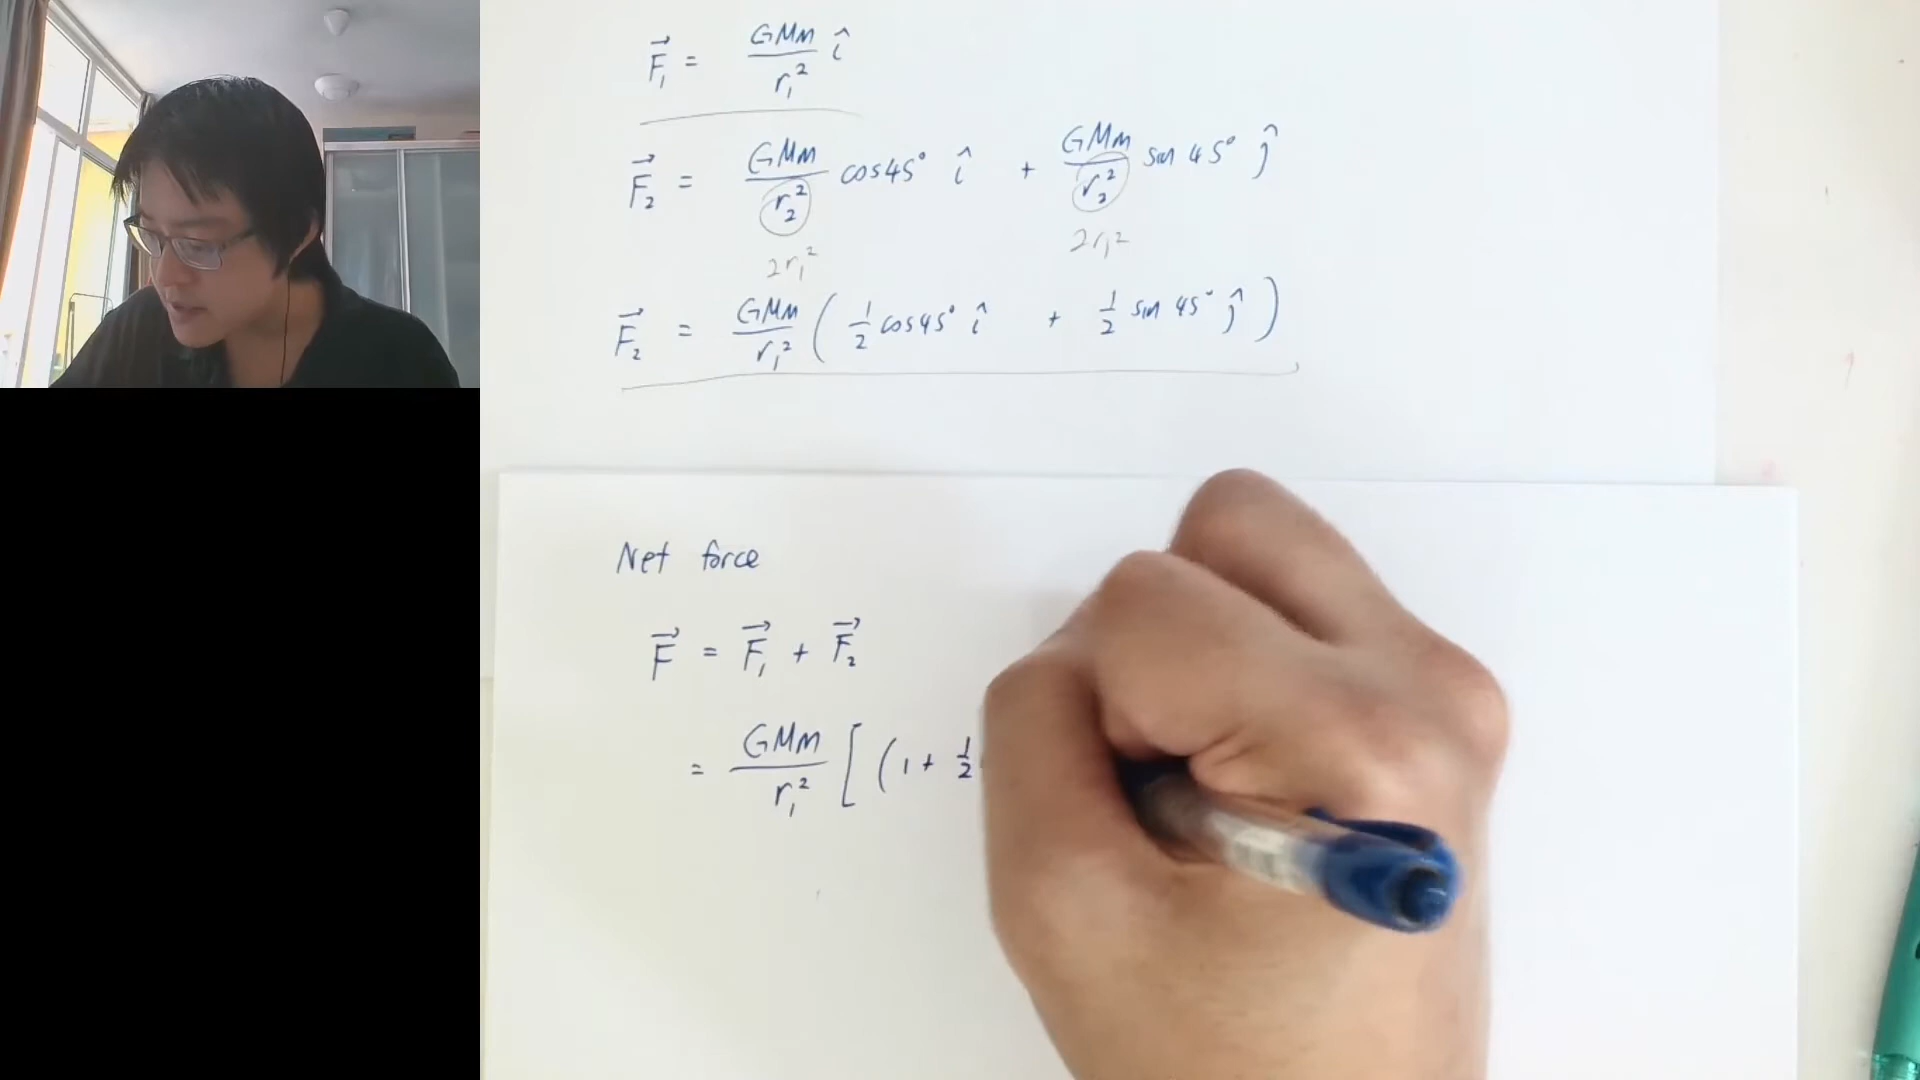 F⃗₁ = GMm/r₁² î
F⃗₂ = GMm/r₂² cos45° î + GMm/r₂² sin 45° ĵ
2r₁² 2r₁²
F⃗₂ = GMm/r₁² ( 1/2 cos45° î + 1/2 sin 45° ĵ )
Net force
F⃗ = F⃗₁ + F⃗₂
= GMm/r₁² [ ( 1 + 1/2